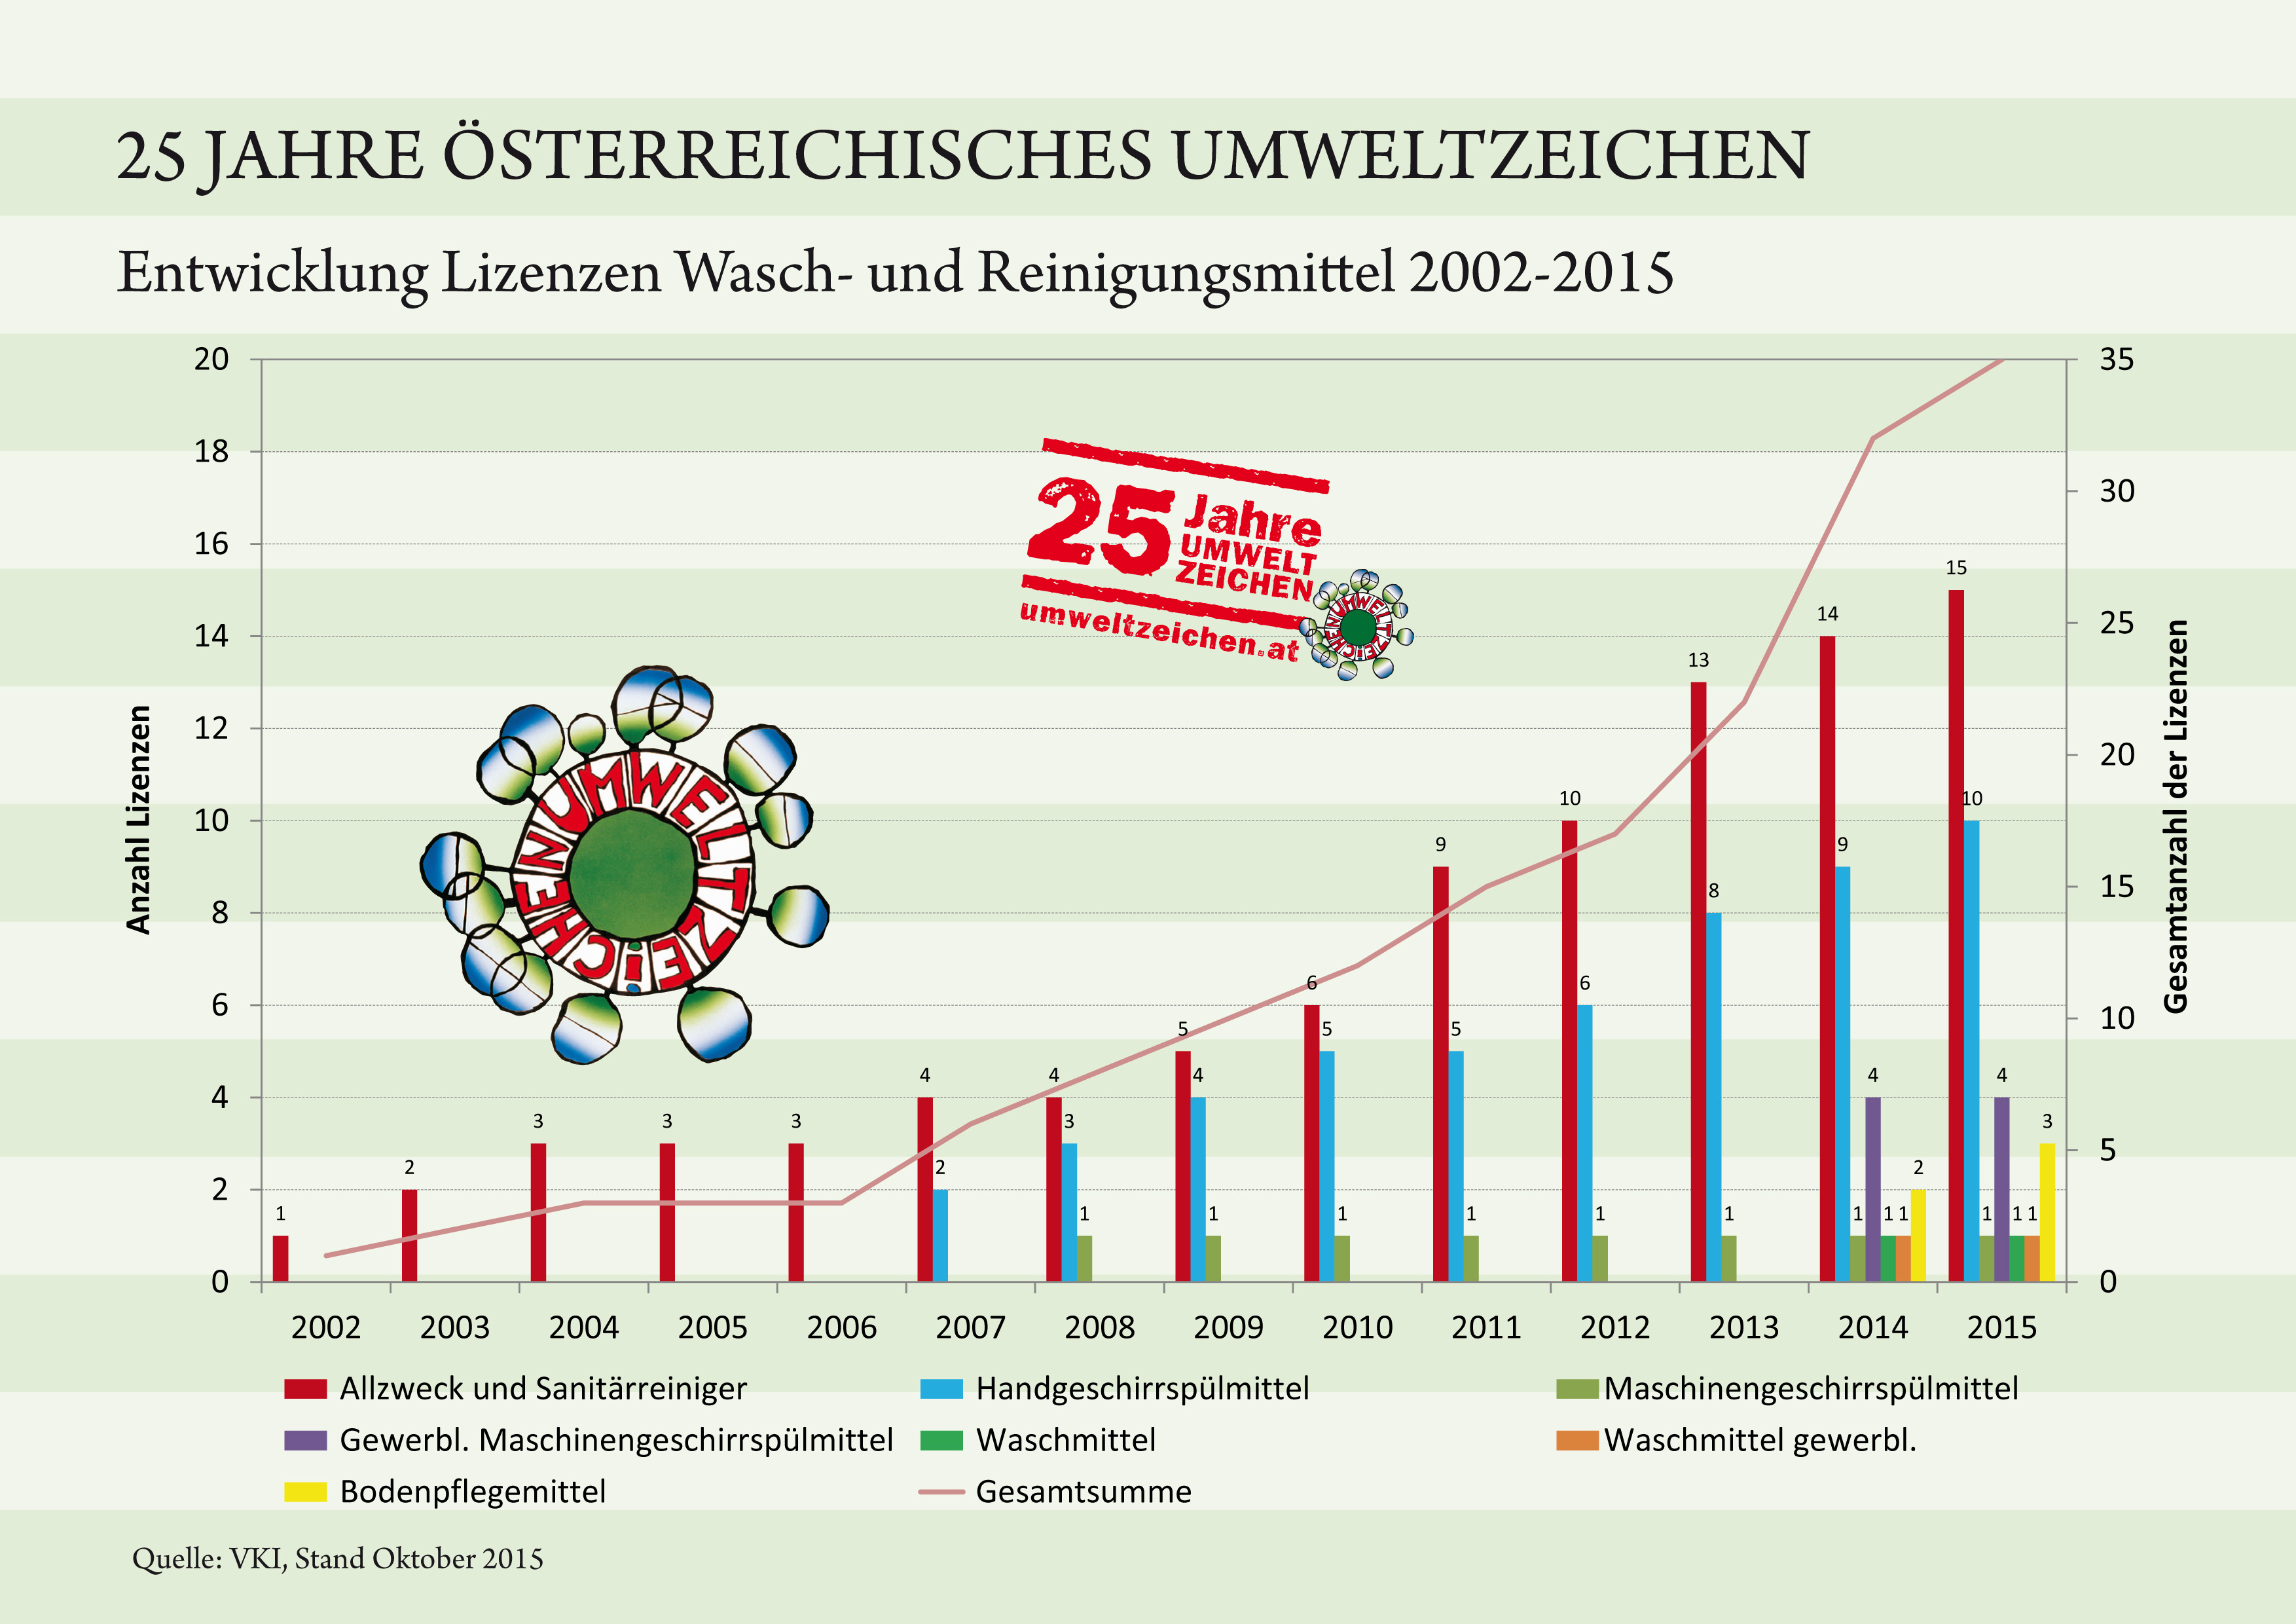 25 JAHRE ÖSTERREICHISCHES UMWELTZEICHEN
Entwicklung Lizenzen Wasch- und Reinigungsmittel 2002-2015
Anzahl Lizenzen
20
18
16
14
12
10
8
6
4
2
0
35
30
25
20
15
10
5
0
Gesamtanzahl der Lizenzen
UMWELTZEICHEN
25 Jahre
UMWELT
ZEICHEN
umweltzeichen.at
UMWELTZEICHEN
1
2
3
3
3
4 2
4 3 1
5 4 1
6 5 1
9 5 1
10 6 1
13 8 1
14 9 1 4 1 1 2
15 10 1 4 1 1 3
2002 2003 2004 2005 2006 2007 2008 2009 2010 2011 2012 2013 2014 2015
Allzweck und Sanitärreiniger Handgeschirrspülmittel Maschinengeschirrspülmittel
Gewerbl. Maschinengeschirrspülmittel Waschmittel Waschmittel gewerbl.
Bodenpflegemittel Gesamtsumme
Quelle: VKI, Stand Oktober 2015